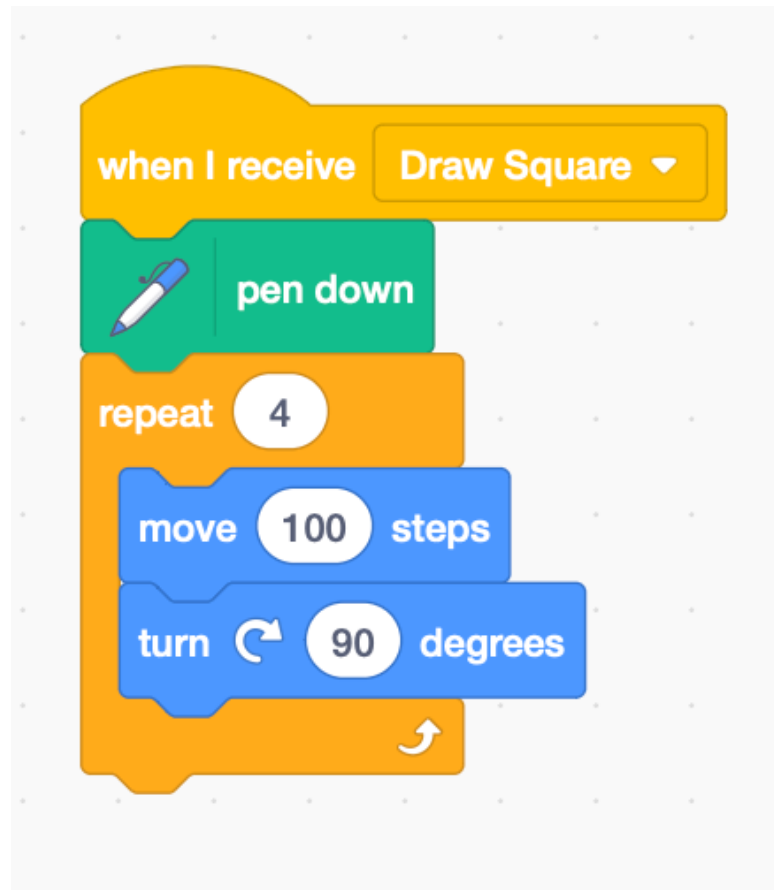 when I receive Draw Square
pen down
repeat 4
move 100 steps
turn 90 degrees